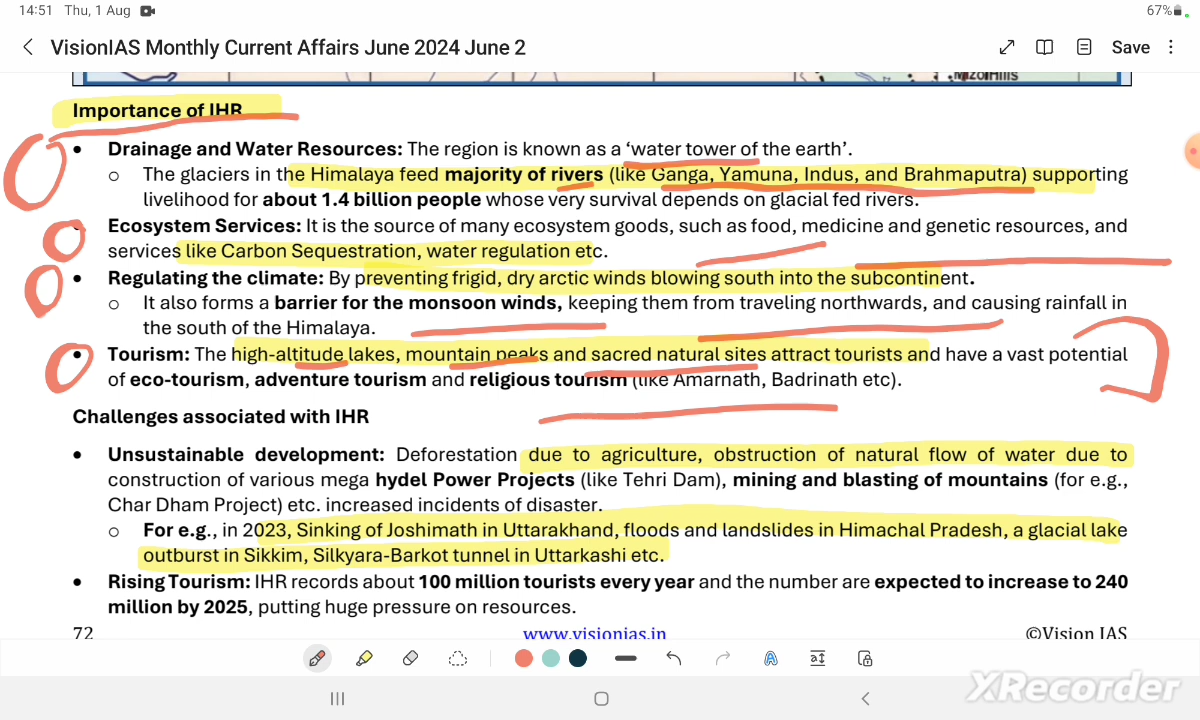 14:51 Thu, 1 Aug
67%
VisionIAS Monthly Current Affairs June 2024 June 2
Save
Mizo Hills
Importance of IHR
• Drainage and Water Resources: The region is known as a ‘water tower of the earth’.
o The glaciers in the Himalaya feed majority of rivers (like Ganga, Yamuna, Indus, and Brahmaputra) supporting
livelihood for about 1.4 billion people whose very survival depends on glacial fed rivers.
Ecosystem Services: It is the source of many ecosystem goods, such as food, medicine and genetic resources, and
services like Carbon Sequestration, water regulation etc.
• Regulating the climate: By preventing frigid, dry arctic winds blowing south into the subcontinent.
o It also forms a barrier for the monsoon winds, keeping them from traveling northwards, and causing rainfall in
the south of the Himalaya.
• Tourism: The high-altitude lakes, mountain peaks and sacred natural sites attract tourists and have a vast potential
of eco-tourism, adventure tourism and religious tourism (like Amarnath, Badrinath etc).
Challenges associated with IHR
• Unsustainable development: Deforestation due to agriculture, obstruction of natural flow of water due to
construction of various mega hydel Power Projects (like Tehri Dam), mining and blasting of mountains (for e.g.,
Char Dham Project) etc. increased incidents of disaster.
o For e.g., in 2023, Sinking of Joshimath in Uttarakhand, floods and landslides in Himachal Pradesh, a glacial lake
outburst in Sikkim, Silkyara-Barkot tunnel in Uttarkashi etc.
• Rising Tourism: IHR records about 100 million tourists every year and the number are expected to increase to 240
million by 2025, putting huge pressure on resources.
72 www.visionias.in ©Vision IAS
XRecorder